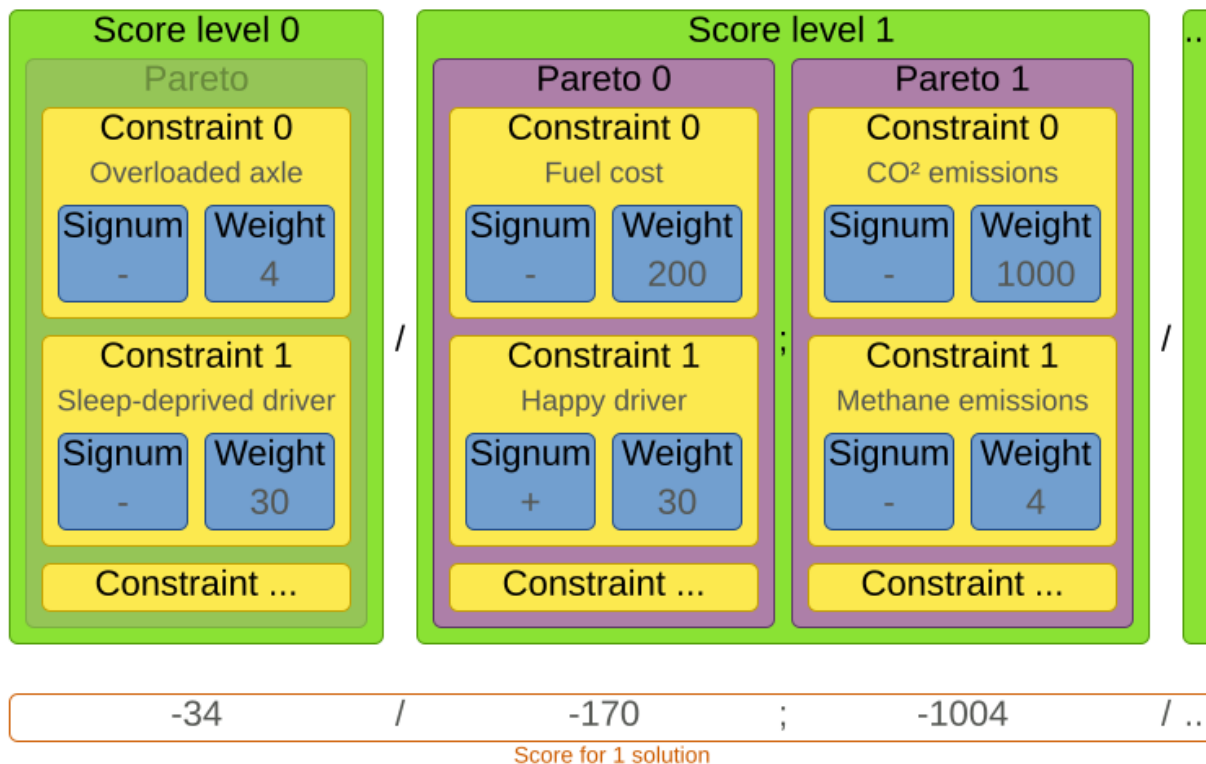 Score level 0
Pareto
Constraint 0
Overloaded axle
Signum Weight
- 4
Constraint 1
Sleep-deprived driver
Signum Weight
- 30
Constraint ...
/
Score level 1
Pareto 0
Constraint 0
Fuel cost
Signum Weight
- 200
Constraint 1
Happy driver
Signum Weight
+ 30
Constraint ...
;
Pareto 1
Constraint 0
CO² emissions
Signum Weight
- 1000
Constraint 1
Methane emissions
Signum Weight
- 4
Constraint ...
/
..
-34 / -170 ; -1004 / ..
Score for 1 solution